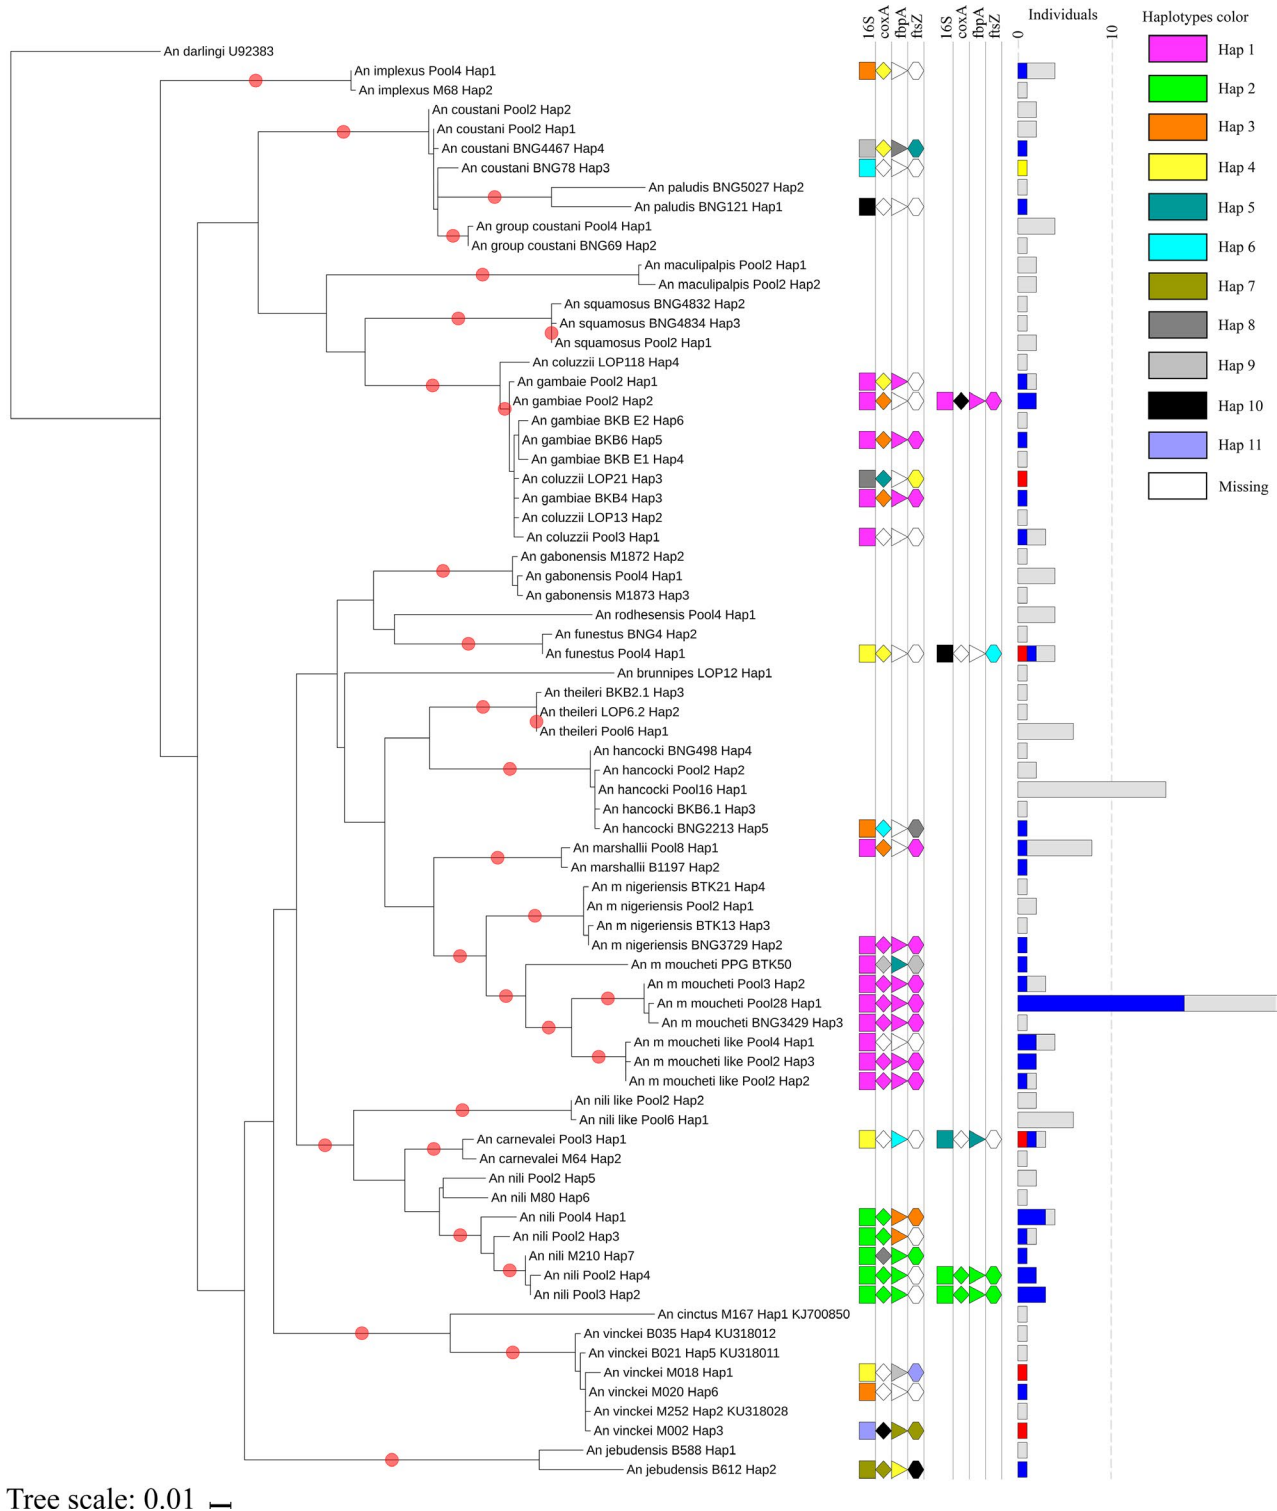 16S coxA fbpA ftsZ 16S coxA fbpA ftsZ Individuals
0 10
Haplotypes color
Hap 1
Hap 2
Hap 3
Hap 4
Hap 5
Hap 6
Hap 7
Hap 8
Hap 9
Hap 10
Hap 11
Missing
An darlingi U92383
An implexus Pool4 Hap1
An implexus M68 Hap2
An coustani Pool2 Hap2
An coustani Pool2 Hap1
An coustani BNG4467 Hap4
An coustani BNG78 Hap3
An paludis BNG5027 Hap2
An paludis BNG121 Hap1
An group coustani Pool4 Hap1
An group coustani BNG69 Hap2
An maculipalpis Pool2 Hap1
An maculipalpis Pool2 Hap2
An squamosus BNG4832 Hap2
An squamosus BNG4834 Hap3
An squamosus Pool2 Hap1
An coluzzii LOP118 Hap4
An gambaie Pool2 Hap1
An gambiae Pool2 Hap2
An gambiae BKB E2 Hap6
An gambiae BKB6 Hap5
An gambiae BKB E1 Hap4
An coluzzii LOP21 Hap3
An gambiae BKB4 Hap3
An coluzzii LOP13 Hap2
An coluzzii Pool3 Hap1
An gabonensis M1872 Hap2
An gabonensis Pool4 Hap1
An gabonensis M1873 Hap3
An rodhesensis Pool4 Hap1
An funestus BNG4 Hap2
An funestus Pool4 Hap1
An brunnipes LOP12 Hap1
An theileri BKB2.1 Hap3
An theileri LOP6.2 Hap2
An theileri Pool6 Hap1
An hancocki BNG498 Hap4
An hancocki Pool2 Hap2
An hancocki Pool16 Hap1
An hancocki BKB6.1 Hap3
An hancocki BNG2213 Hap5
An marshallii Pool8 Hap1
An marshallii B1197 Hap2
An m nigeriensis BTK21 Hap4
An m nigeriensis Pool2 Hap1
An m nigeriensis BTK13 Hap3
An m nigeriensis BNG3729 Hap2
An m moucheti PPG BTK50
An m moucheti Pool3 Hap2
An m moucheti Pool28 Hap1
An m moucheti BNG3429 Hap3
An m moucheti like Pool4 Hap1
An m moucheti like Pool2 Hap3
An m moucheti like Pool2 Hap2
An nili like Pool2 Hap2
An nili like Pool6 Hap1
An carnevalei Pool3 Hap1
An carnevalei M64 Hap2
An nili Pool2 Hap5
An nili M80 Hap6
An nili Pool4 Hap1
An nili Pool2 Hap3
An nili M210 Hap7
An nili Pool2 Hap4
An nili Pool3 Hap2
An cinctus M167 Hap1 KJ700850
An vinckei B035 Hap4 KU318012
An vinckei B021 Hap5 KU318011
An vinckei M018 Hap1
An vinckei M020 Hap6
An vinckei M252 Hap2 KU318028
An vinckei M002 Hap3
An jebudensis B588 Hap1
An jebudensis B612 Hap2
Tree scale: 0.01